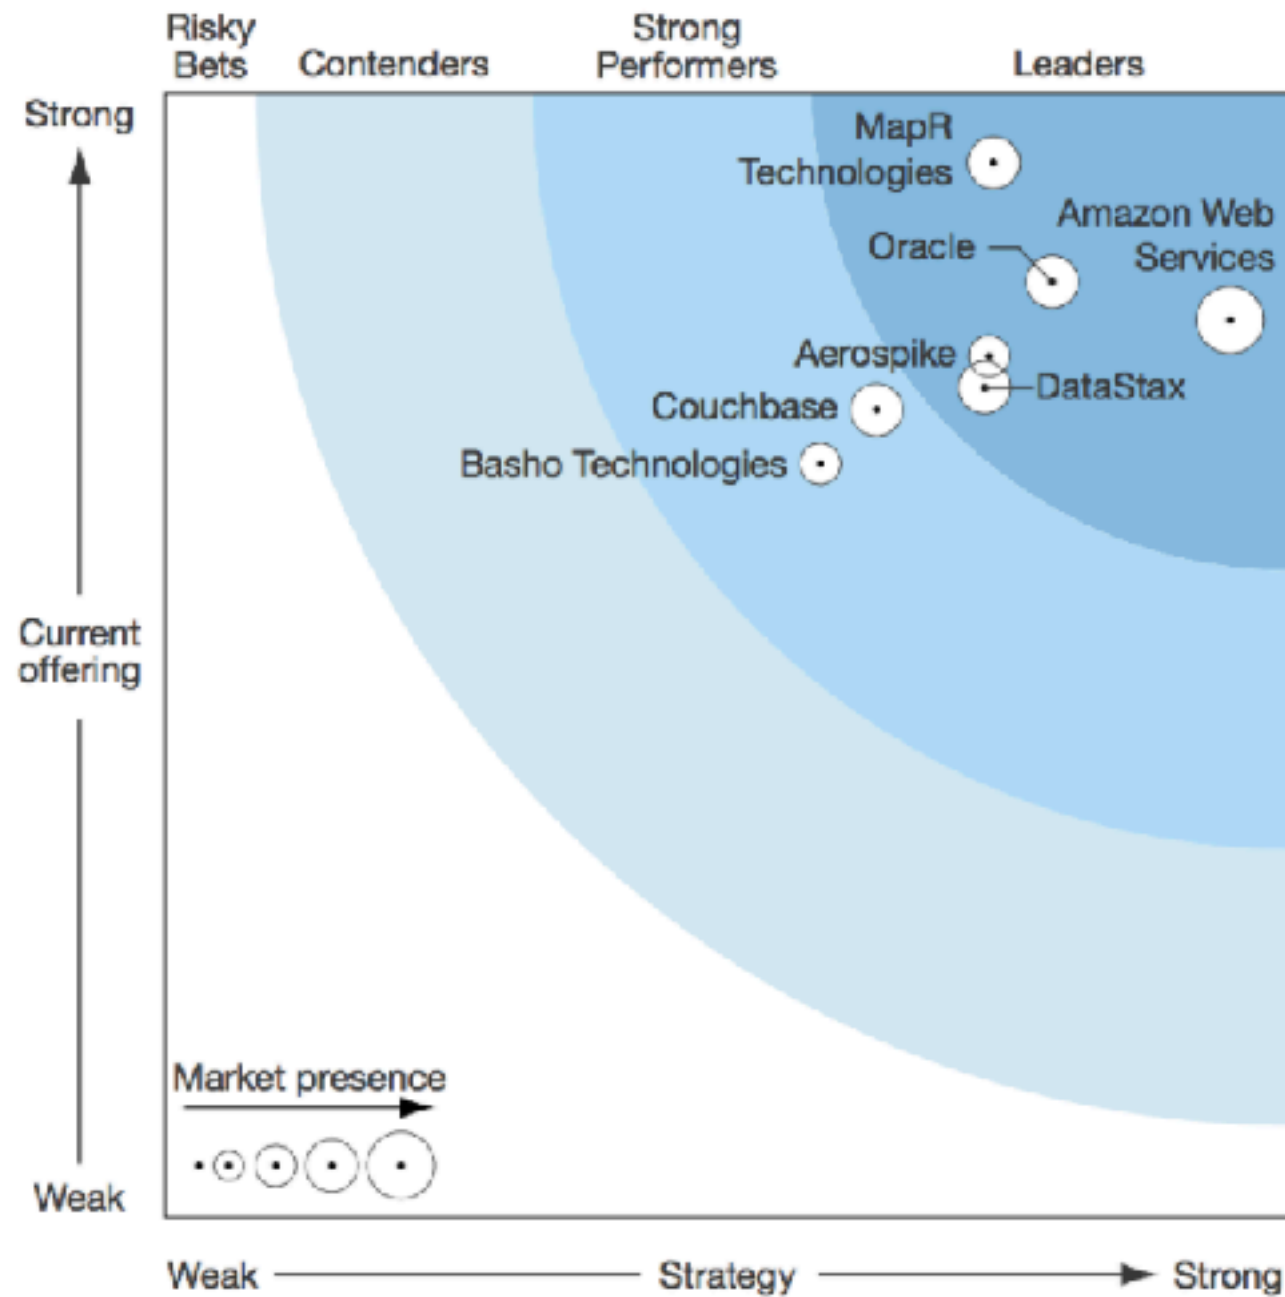 Risky
Bets
Contenders
Strong
Performers
Leaders
Strong
MapR
Technologies
Amazon Web
Services
Oracle
Aerospike
DataStax
Couchbase
Basho Technologies
Current
offering
Market presence
Weak
Weak
Strategy
Strong